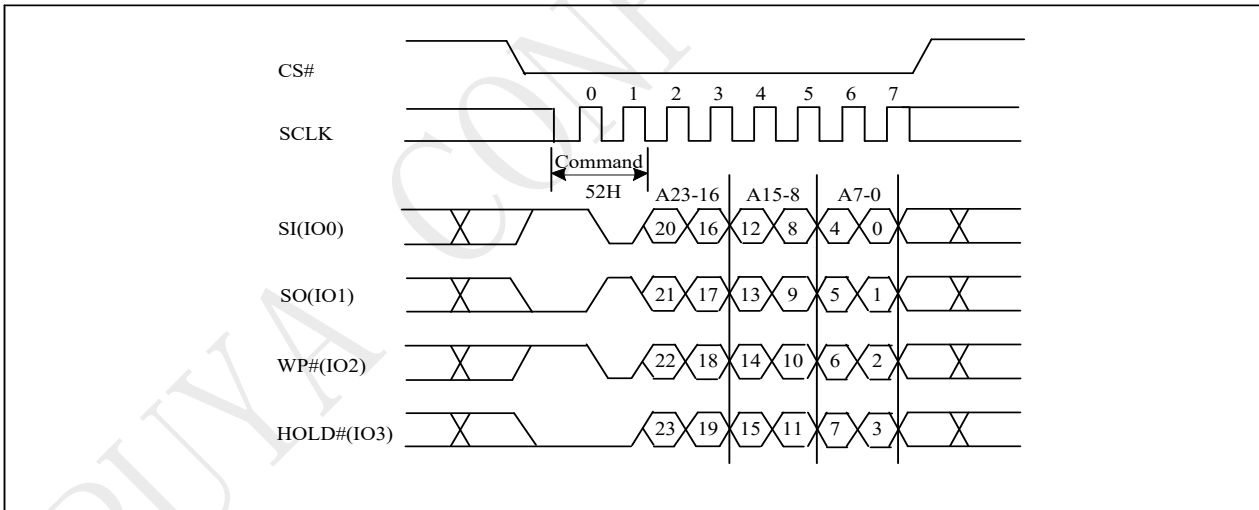 CS#
0 1 2 3 4 5 6 7
SCLK
Command
52H
A23-16 A15-8 A7-0
SI(IO0) 20 16 12 8 4 0
SO(IO1) 21 17 13 9 5 1
WP#(IO2) 22 18 14 10 6 2
HOLD#(IO3) 23 19 15 11 7 3
PUYA CONF